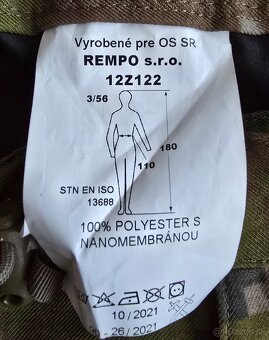 Vyrobené pre OS SR
REMPO s.r.o.
12Z122
3/56
180
110
STN EN ISO
13688
100% POLYESTER S
NANOMEMBRÁNOU
10/2021
26/2021